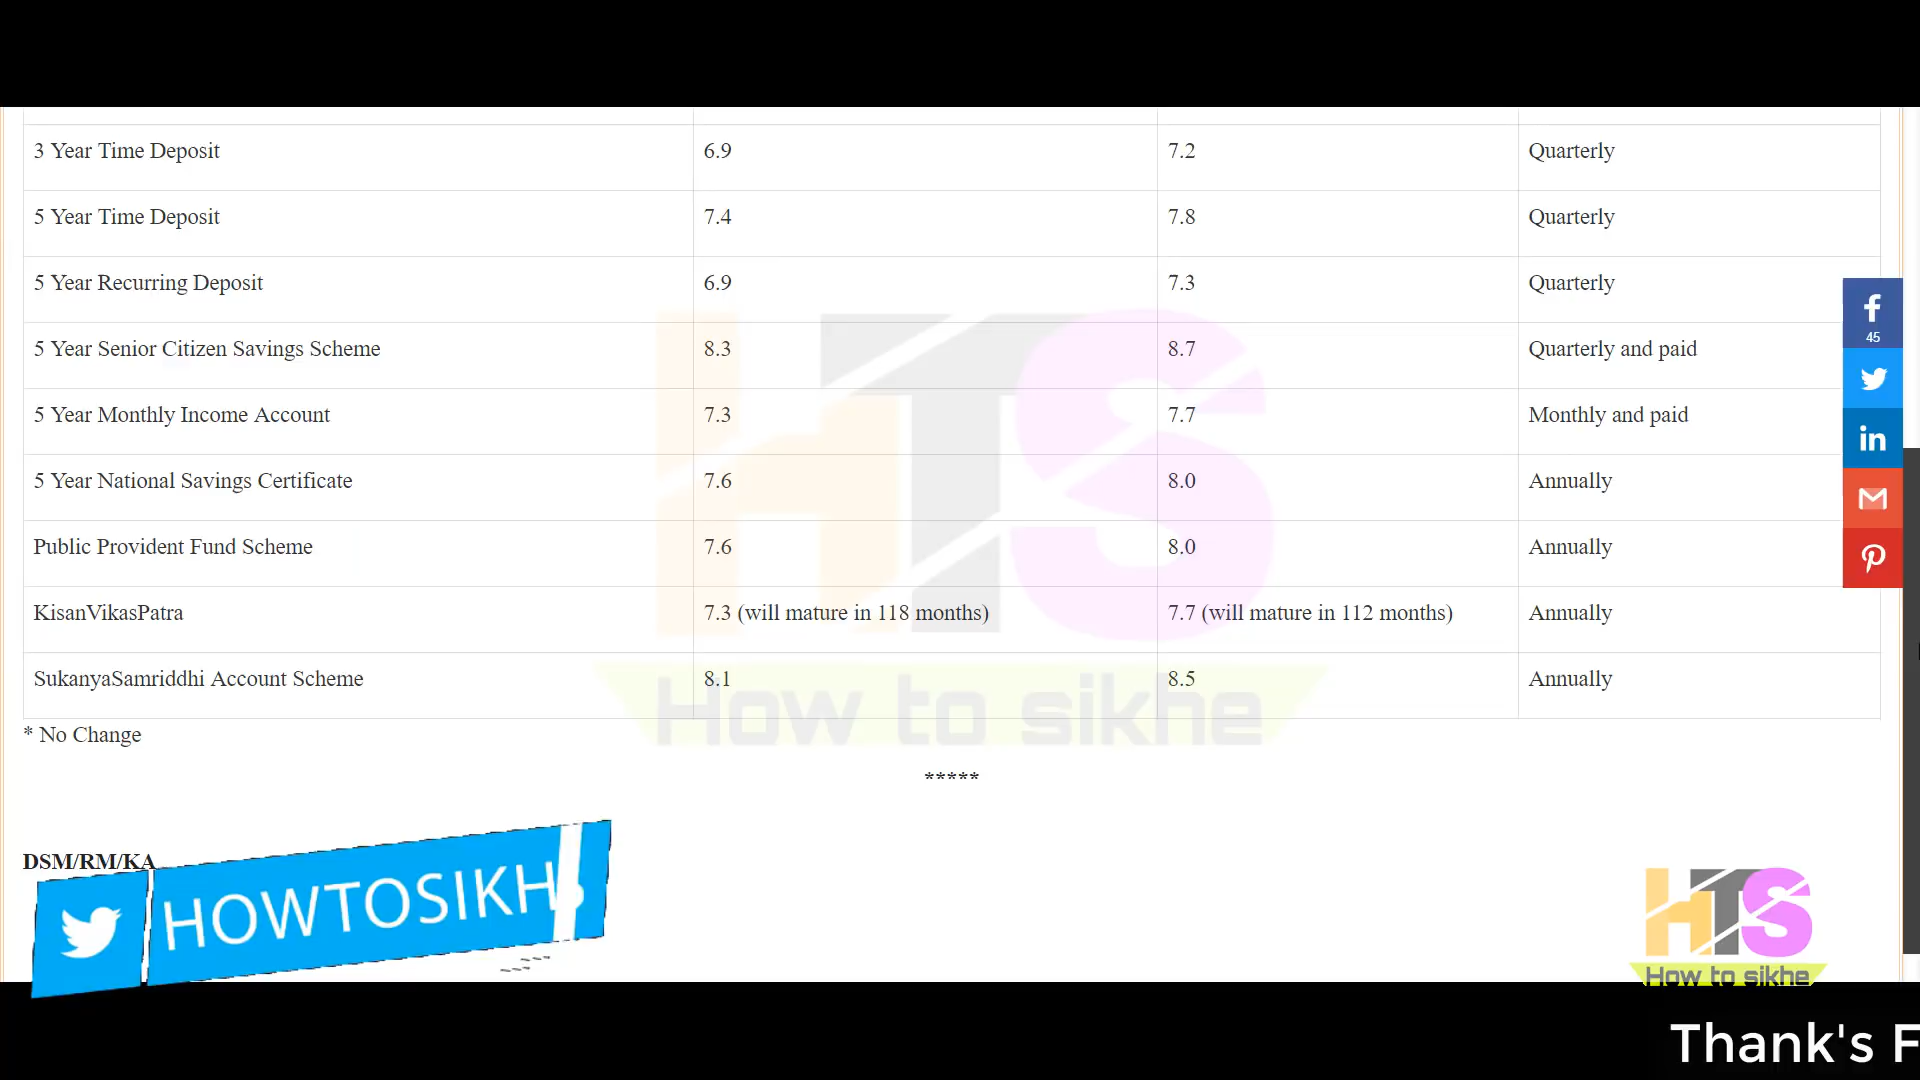 3 Year Time Deposit 6.9 7.2 Quarterly
5 Year Time Deposit 7.4 7.8 Quarterly
5 Year Recurring Deposit 6.9 7.3 Quarterly
5 Year Senior Citizen Savings Scheme 8.3 8.7 Quarterly and paid
5 Year Monthly Income Account 7.3 7.7 Monthly and paid
5 Year National Savings Certificate 7.6 8.0 Annually
Public Provident Fund Scheme 7.6 8.0 Annually
KisanVikasPatra 7.3 (will mature in 118 months) 7.7 (will mature in 112 months) Annually
SukanyaSamriddhi Account Scheme 8.1 8.5 Annually
* No Change
*****
DSM/RM/KA
45
in
HTS
How to sikhe
HOWTOSIKH
HTS
How to sikhe
Thank's F